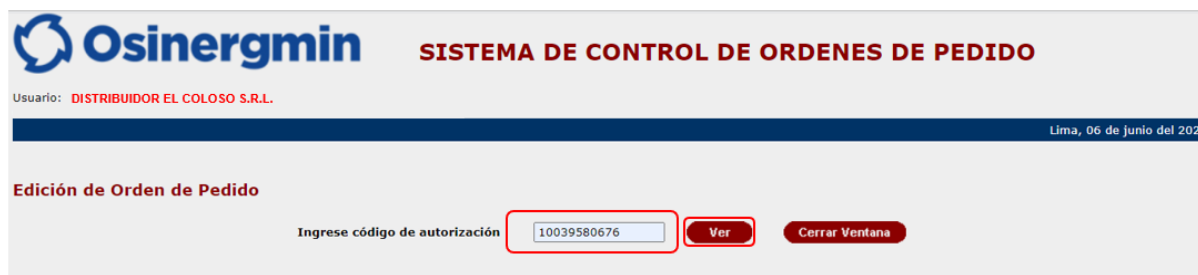 Osinergmin SISTEMA DE CONTROL DE ORDENES DE PEDIDO
Usuario: DISTRIBUIDOR EL COLOSO S.R.L.
Lima, 06 de junio del 202
Edición de Orden de Pedido
Ingrese código de autorización 10039580676 Ver Cerrar Ventana